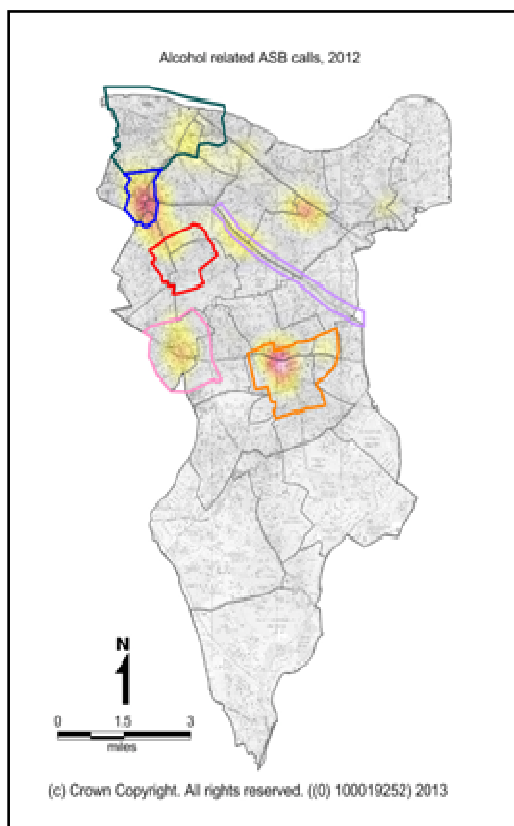 Alcohol related ASB calls, 2012
N
0 1.5 3
miles
(c) Crown Copyright. All rights reserved. ((0) 100019252) 2013